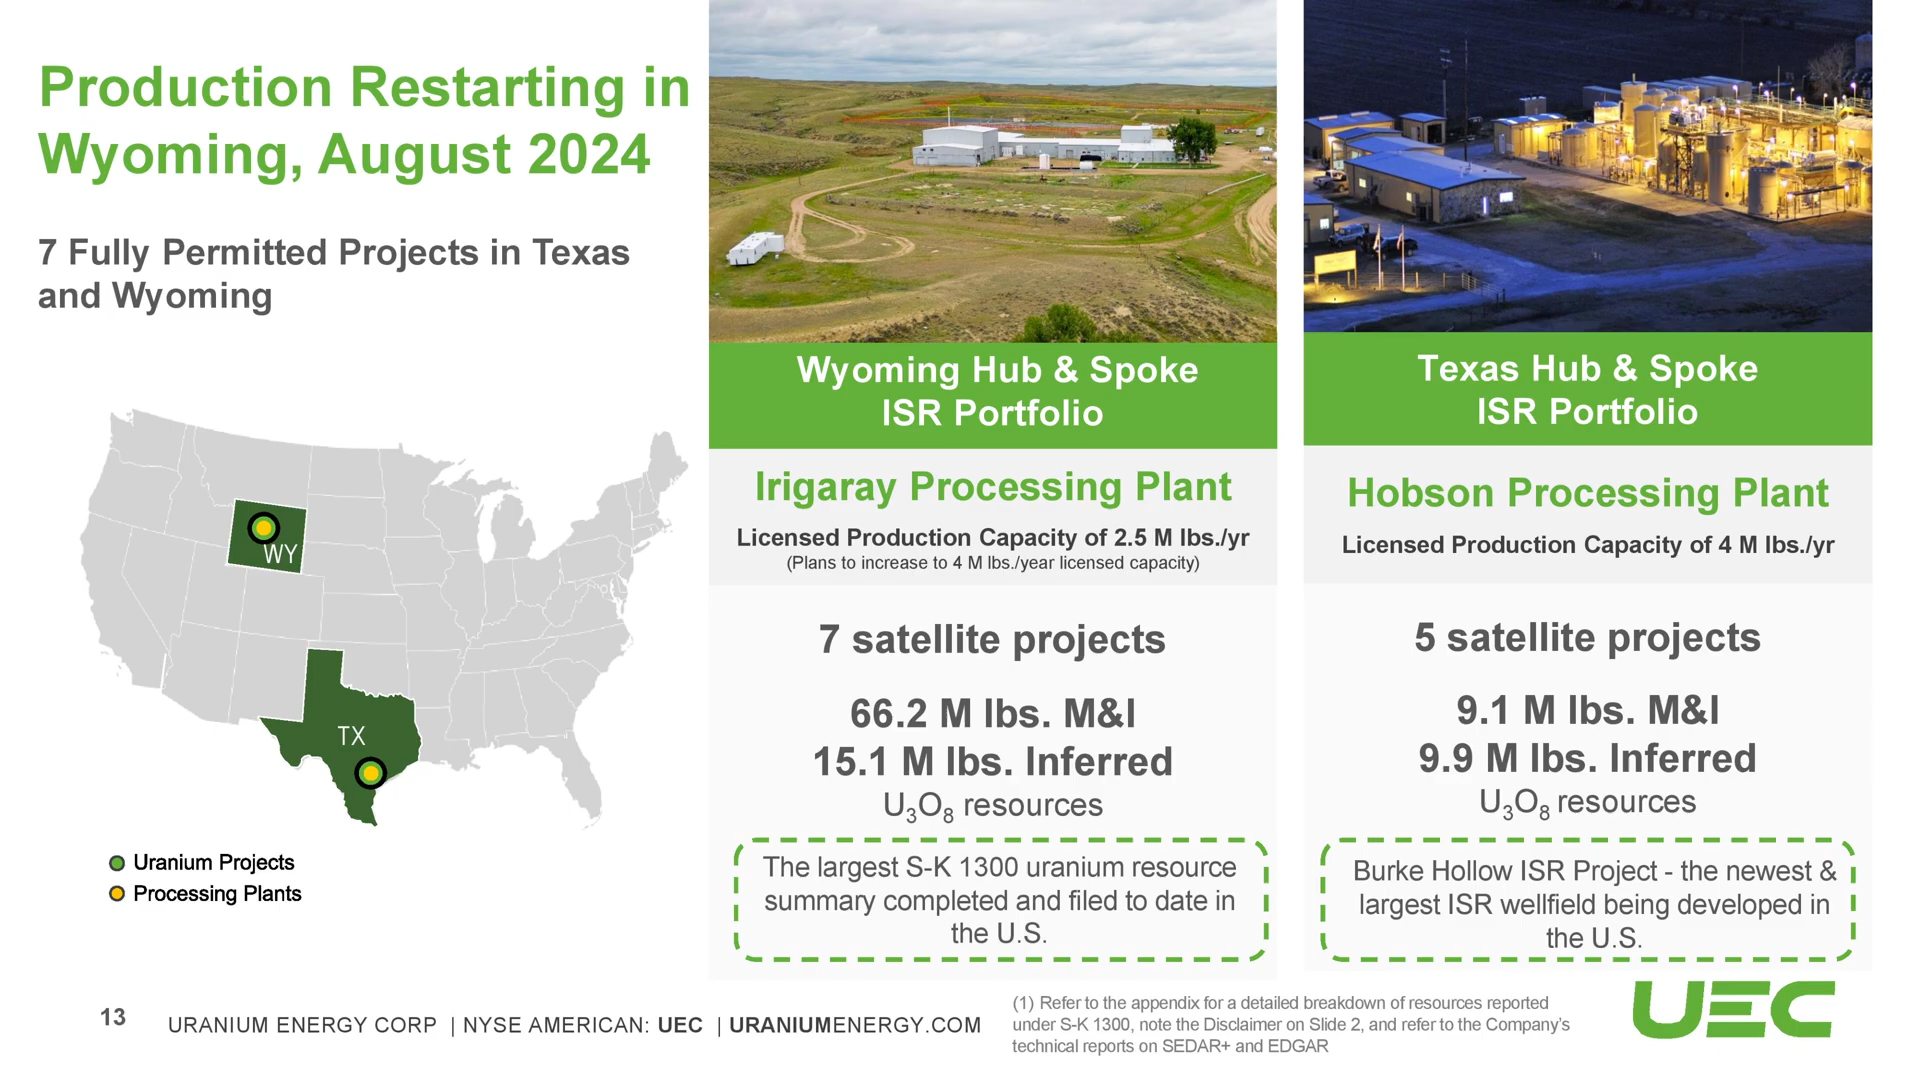 Production Restarting in
Wyoming, August 2024
7 Fully Permitted Projects in Texas
and Wyoming
WY
TX
Uranium Projects
Processing Plants
Wyoming Hub & Spoke
ISR Portfolio
Irigaray Processing Plant
Licensed Production Capacity of 2.5 M lbs./yr
(Plans to increase to 4 M lbs./year licensed capacity)
7 satellite projects
66.2 M lbs. M&I
15.1 M lbs. Inferred
U3O8 resources
The largest S-K 1300 uranium resource
summary completed and filed to date in
the U.S.
Texas Hub & Spoke
ISR Portfolio
Hobson Processing Plant
Licensed Production Capacity of 4 M lbs./yr
5 satellite projects
9.1 M lbs. M&I
9.9 M lbs. Inferred
U3O8 resources
Burke Hollow ISR Project - the newest &
largest ISR wellfield being developed in
the U.S.
13
URANIUM ENERGY CORP | NYSE AMERICAN: UEC | URANIUMENERGY.COM
(1) Refer to the appendix for a detailed breakdown of resources reported
under S-K 1300, note the Disclaimer on Slide 2, and refer to the Company's
technical reports on SEDAR+ and EDGAR
UEC